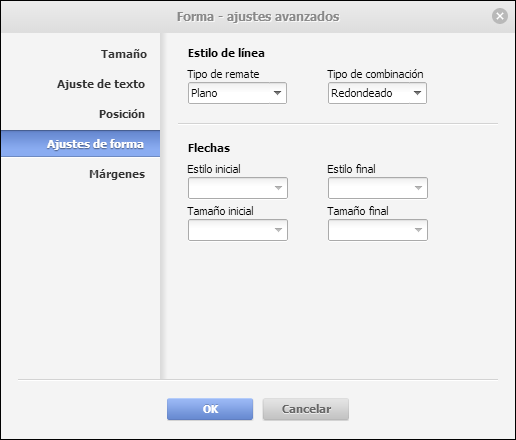 Forma - ajustes avanzados
Tamaño
Ajuste de texto
Posición
Ajustes de forma
Márgenes
Estilo de línea
Tipo de remate
Tipo de combinación
Plano
Redondeado
Flechas
Estilo inicial
Estilo final
Tamaño inicial
Tamaño final
OK
Cancelar